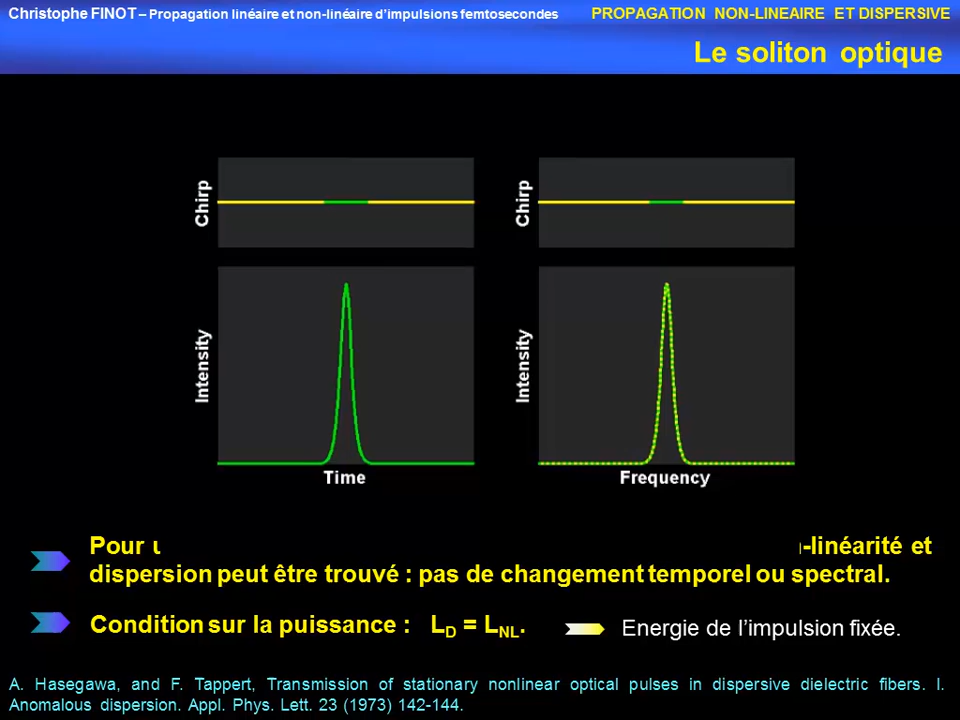 Christophe FINOT – Propagation linéaire et non-linéaire d'impulsions femtosecondes PROPAGATION NON-LINEAIRE ET DISPERSIVE
Le soliton optique
Chirp
Chirp
Intensity
Intensity
Time
Frequency
Pour -linéarité et
dispersion peut être trouvé : pas de changement temporel ou spectral.
Condition sur la puissance : LD = LNL.
Energie de l'impulsion fixée.
A. Hasegawa, and F. Tappert, Transmission of stationary nonlinear optical pulses in dispersive dielectric fibers. I.
Anomalous dispersion. Appl. Phys. Lett. 23 (1973) 142-144.